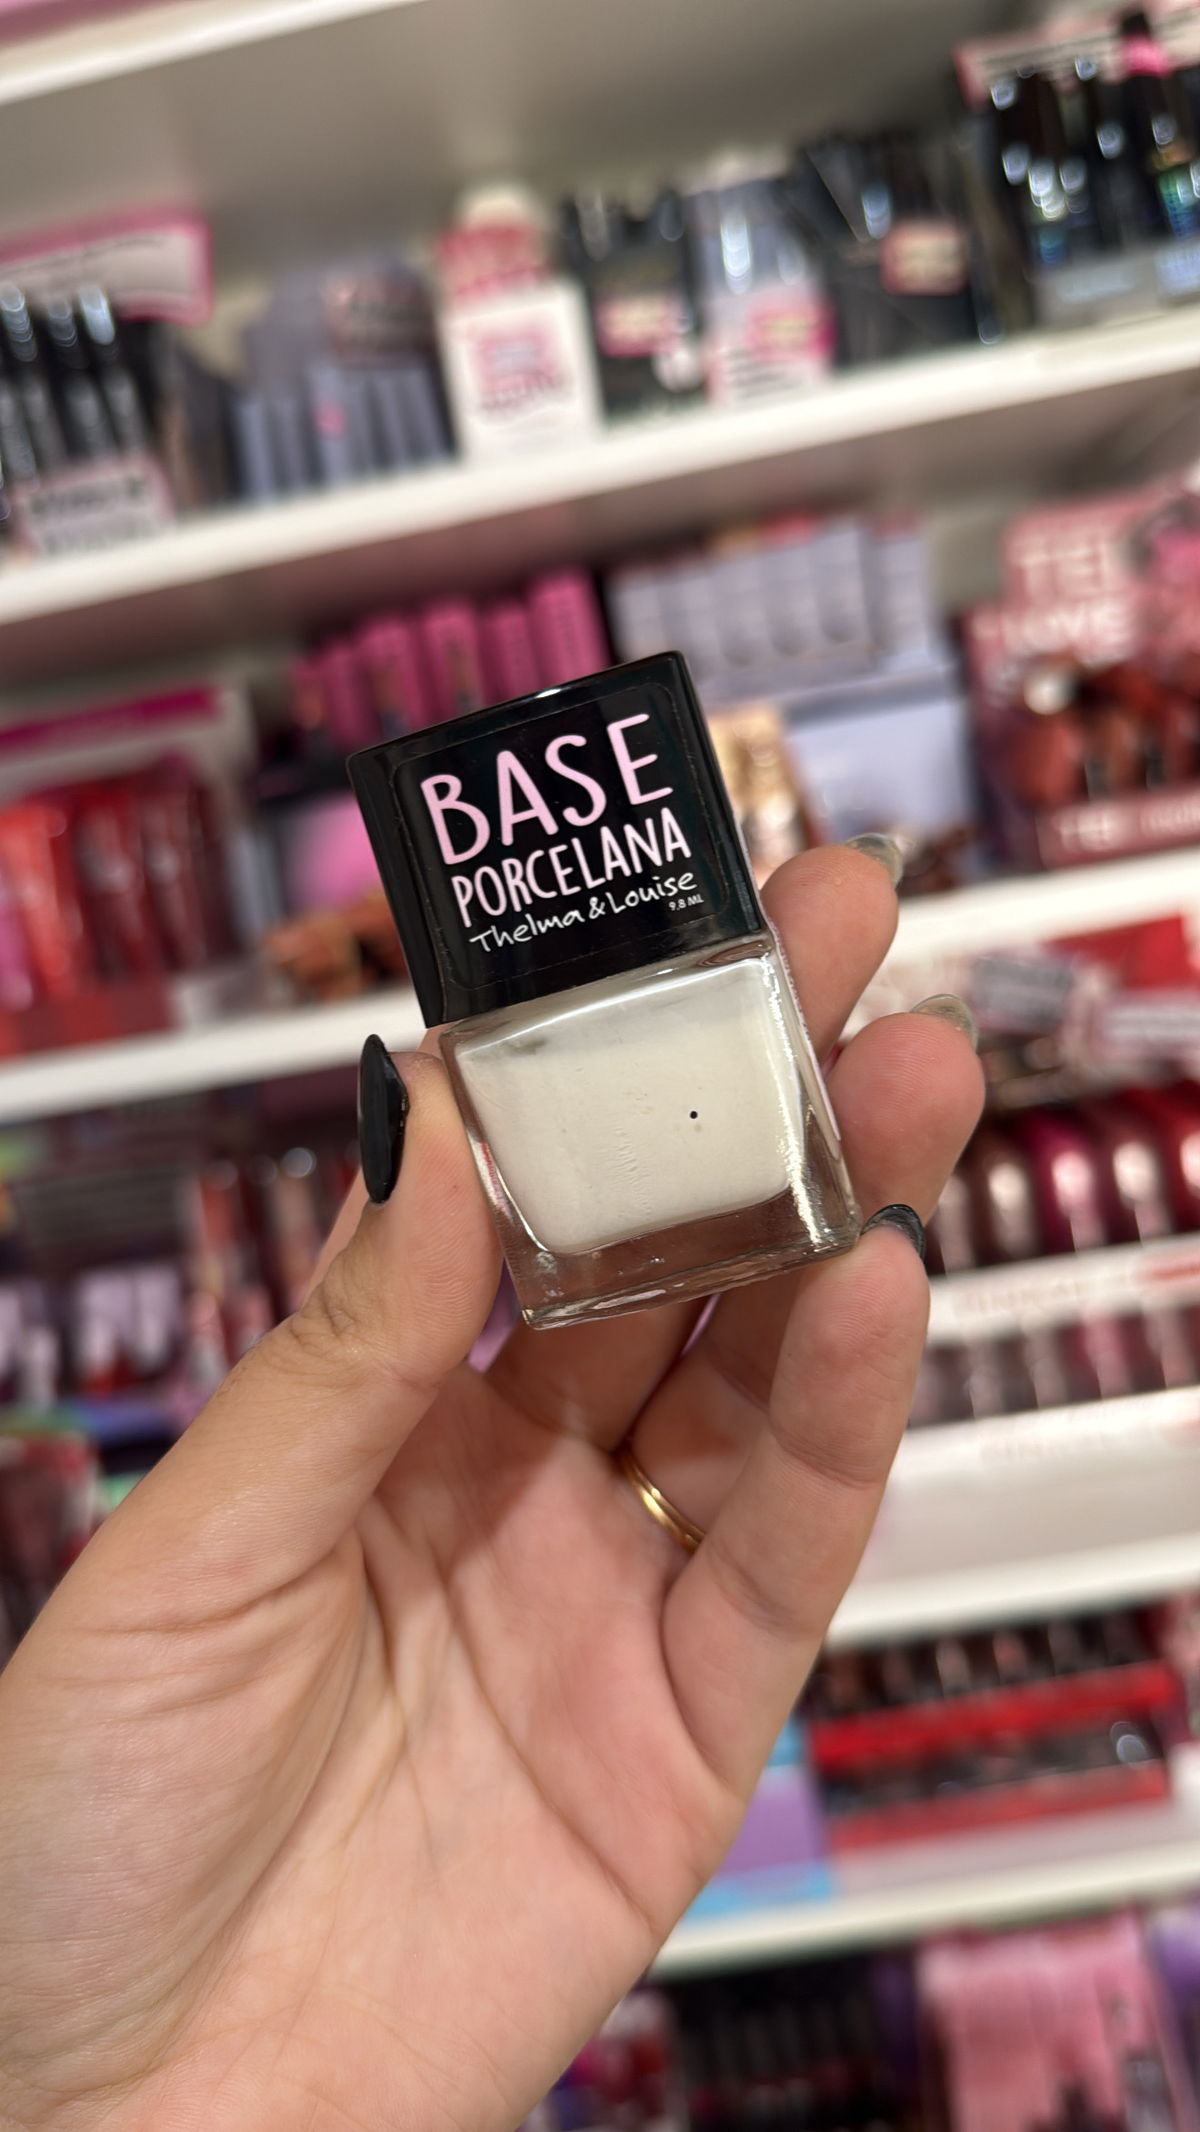 BASE
PORCELANA
Thelma & Louise
9.8 ML